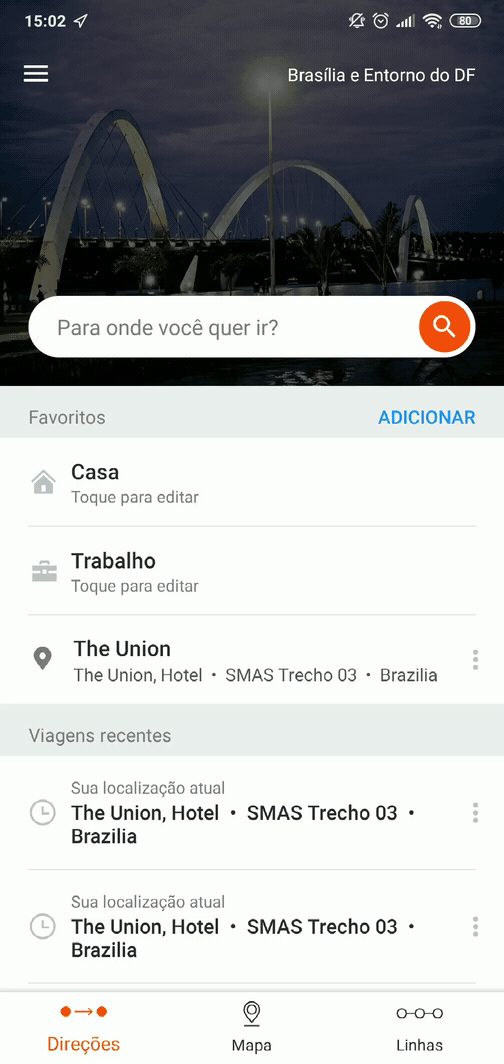 15:02
80
Brasília e Entorno do DF
Para onde você quer ir?
Favoritos
ADICIONAR
Casa
Toque para editar
Trabalho
Toque para editar
The Union
The Union, Hotel • SMAS Trecho 03 • Brazilia
Viagens recentes
Sua localização atual
The Union, Hotel • SMAS Trecho 03 •
Brazilia
Sua localização atual
The Union, Hotel • SMAS Trecho 03 •
Brazilia
Direções
Mapa
Linhas